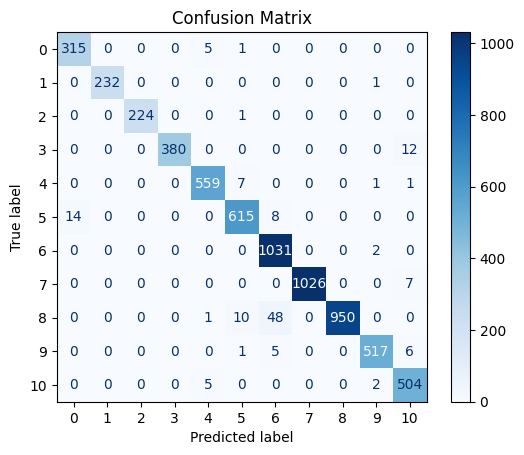 Confusion Matrix
0 315 0 0 0 5 1 0 0 0 0 0
1 0 232 0 0 0 0 0 0 0 1 0
2 0 0 224 0 0 1 0 0 0 0 0
3 0 0 0 380 0 0 0 0 0 0 12
4 0 0 0 0 559 7 0 0 0 1 1
5 14 0 0 0 0 615 8 0 0 0 0
6 0 0 0 0 0 0 1031 0 0 2 0
7 0 0 0 0 0 0 0 1026 0 0 7
8 0 0 0 0 1 10 48 0 950 0 0
9 0 0 0 0 0 1 5 0 0 517 6
10 0 0 0 0 5 0 0 0 0 2 504
0 1 2 3 4 5 6 7 8 9 10
Predicted label
True label
1000
800
600
400
200
0